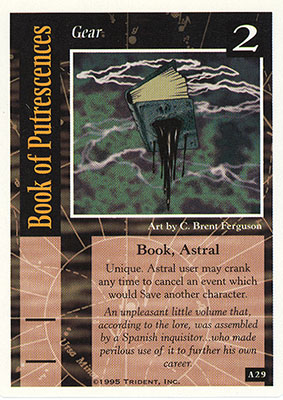 Gear
2
Book of Putrescences
Art by C. Brent Ferguson
Book, Astral
Unique. Astral user may crank
any time to cancel an event which
would Save another character.
An unpleasant little volume that,
according to the lore, was assembled
by a Spanish inquisitor...who made
perilous use of it to further his own
career.
Ursa Min
©1995 TRIDENT, INC.
A29